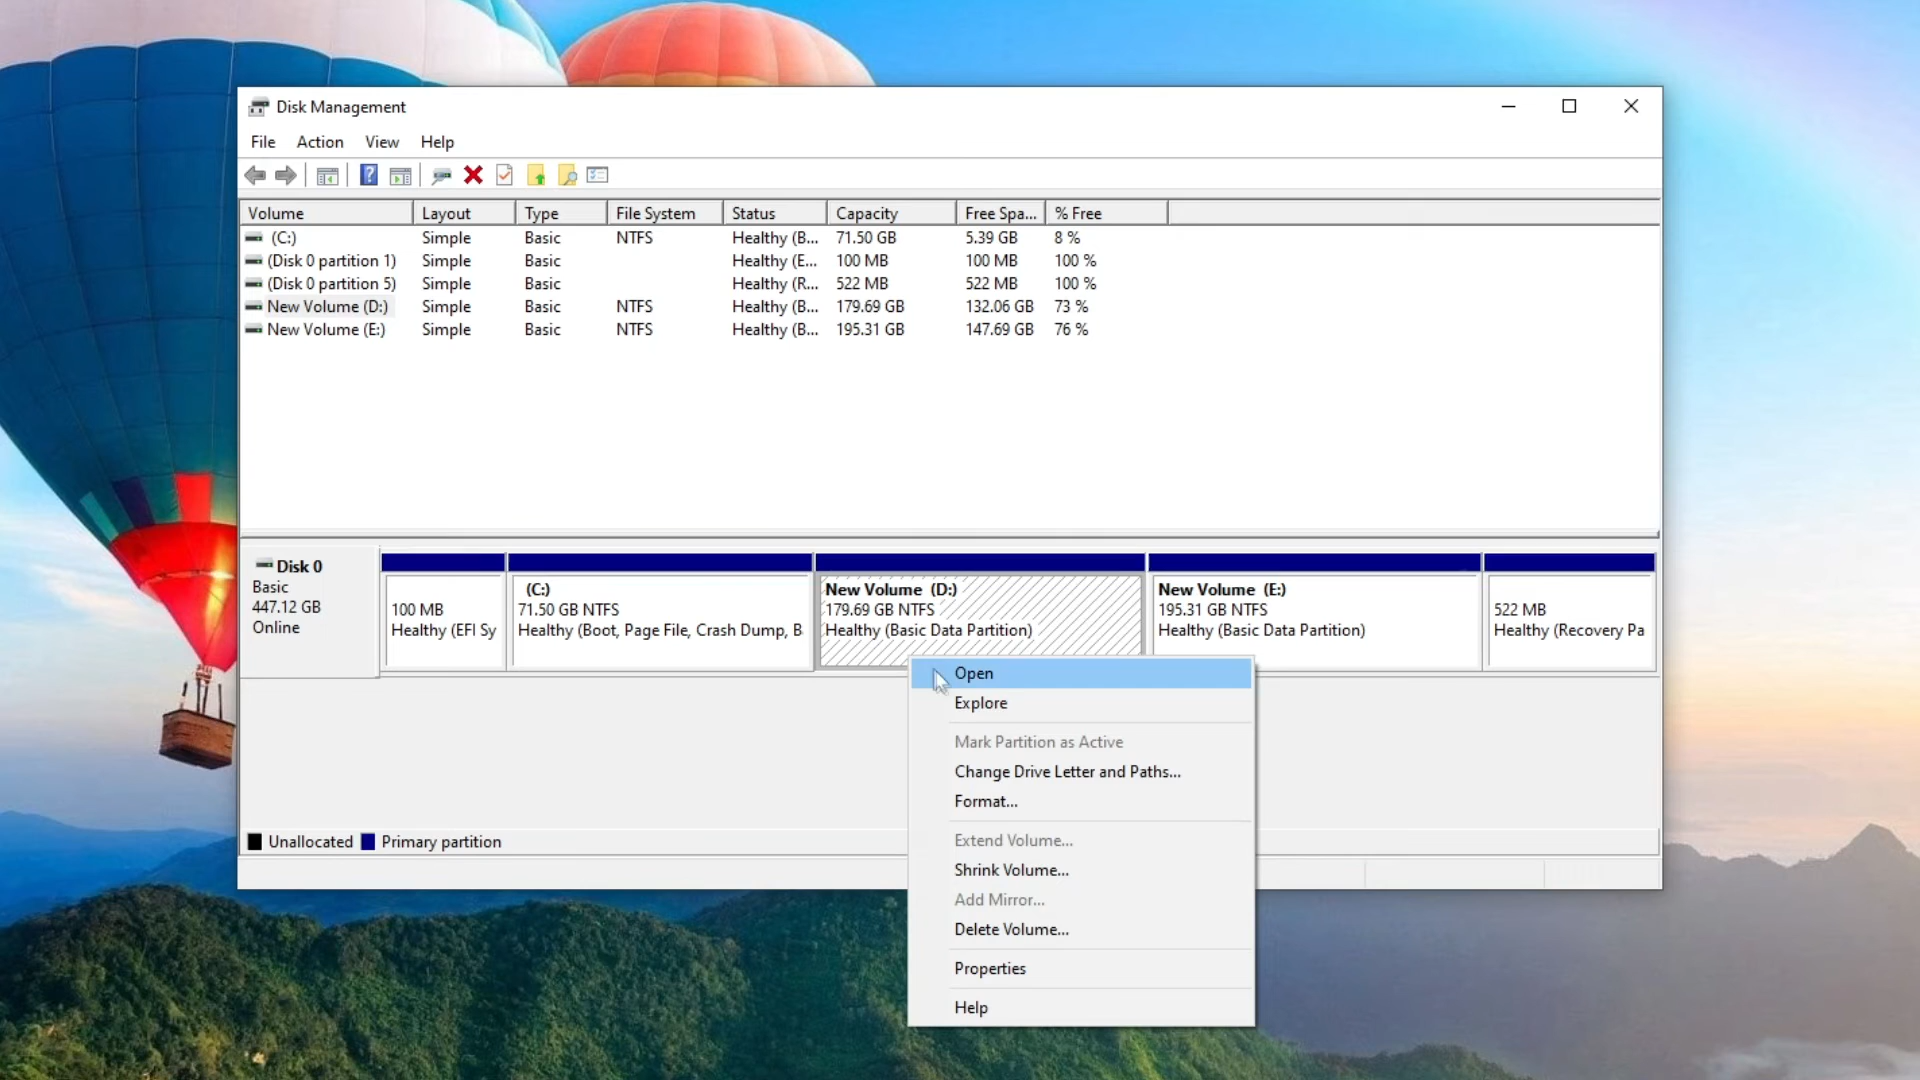 Disk Management
File Action View Help
Volume Layout Type File System Status Capacity Free Spa... % Free
(C:) Simple Basic NTFS Healthy (B... 71.50 GB 5.39 GB 8 %
(Disk 0 partition 1) Simple Basic Healthy (E... 100 MB 100 MB 100 %
(Disk 0 partition 5) Simple Basic Healthy (R... 522 MB 522 MB 100 %
New Volume (D:) Simple Basic NTFS Healthy (B... 179.69 GB 132.06 GB 73 %
New Volume (E:) Simple Basic NTFS Healthy (B... 195.31 GB 147.69 GB 76 %
Disk 0
Basic
447.12 GB
Online
100 MB
Healthy (EFI Sy
(C:)
71.50 GB NTFS
Healthy (Boot, Page File, Crash Dump, B
New Volume (D:)
179.69 GB NTFS
Healthy (Basic Data Partition)
New Volume (E:)
195.31 GB NTFS
Healthy (Basic Data Partition)
522 MB
Healthy (Recovery Pa
Open
Explore
Mark Partition as Active
Change Drive Letter and Paths...
Format...
Extend Volume...
Shrink Volume...
Add Mirror...
Delete Volume...
Properties
Help
Unallocated Primary partition